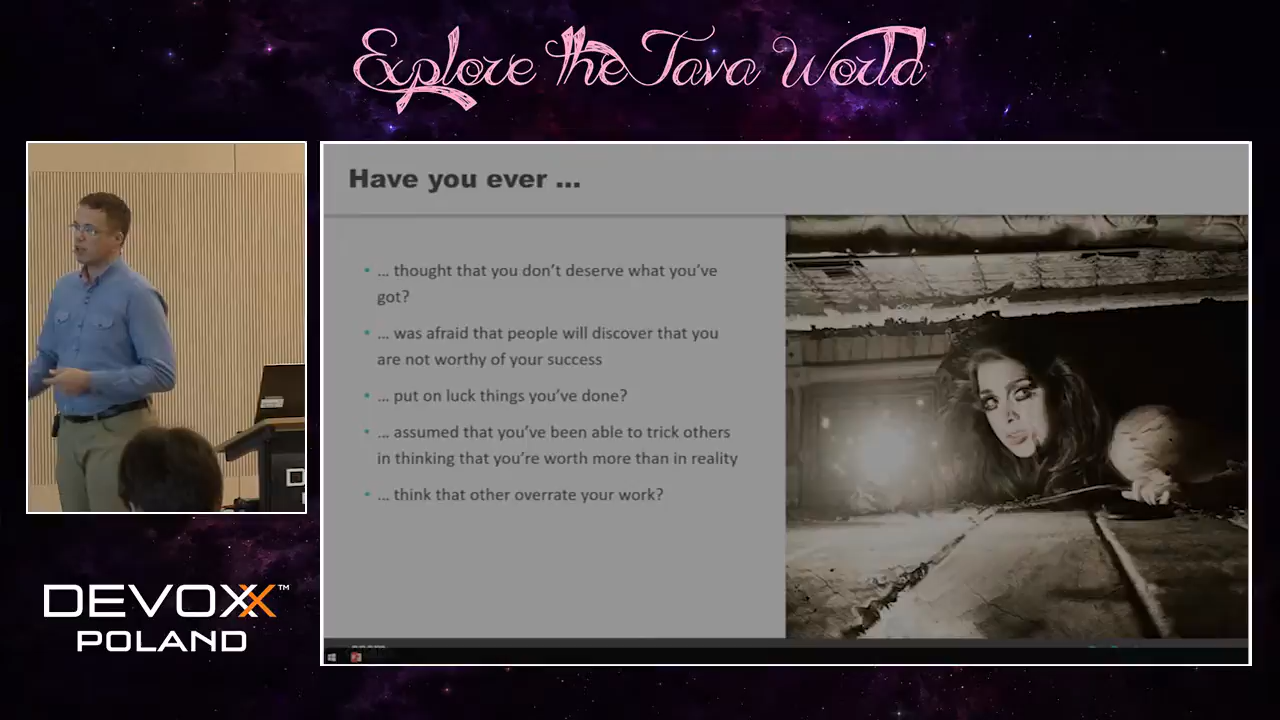 Explore the Java World
Have you ever ...
• ... thought that you don't deserve what you've
got?
• ... was afraid that people will discover that you
are not worthy of your success
• ... put on luck things you've done?
• ... assumed that you've been able to trick others
in thinking that you're worth more than in reality
• ... think that other overrate your work?
DEVOXX™
POLAND